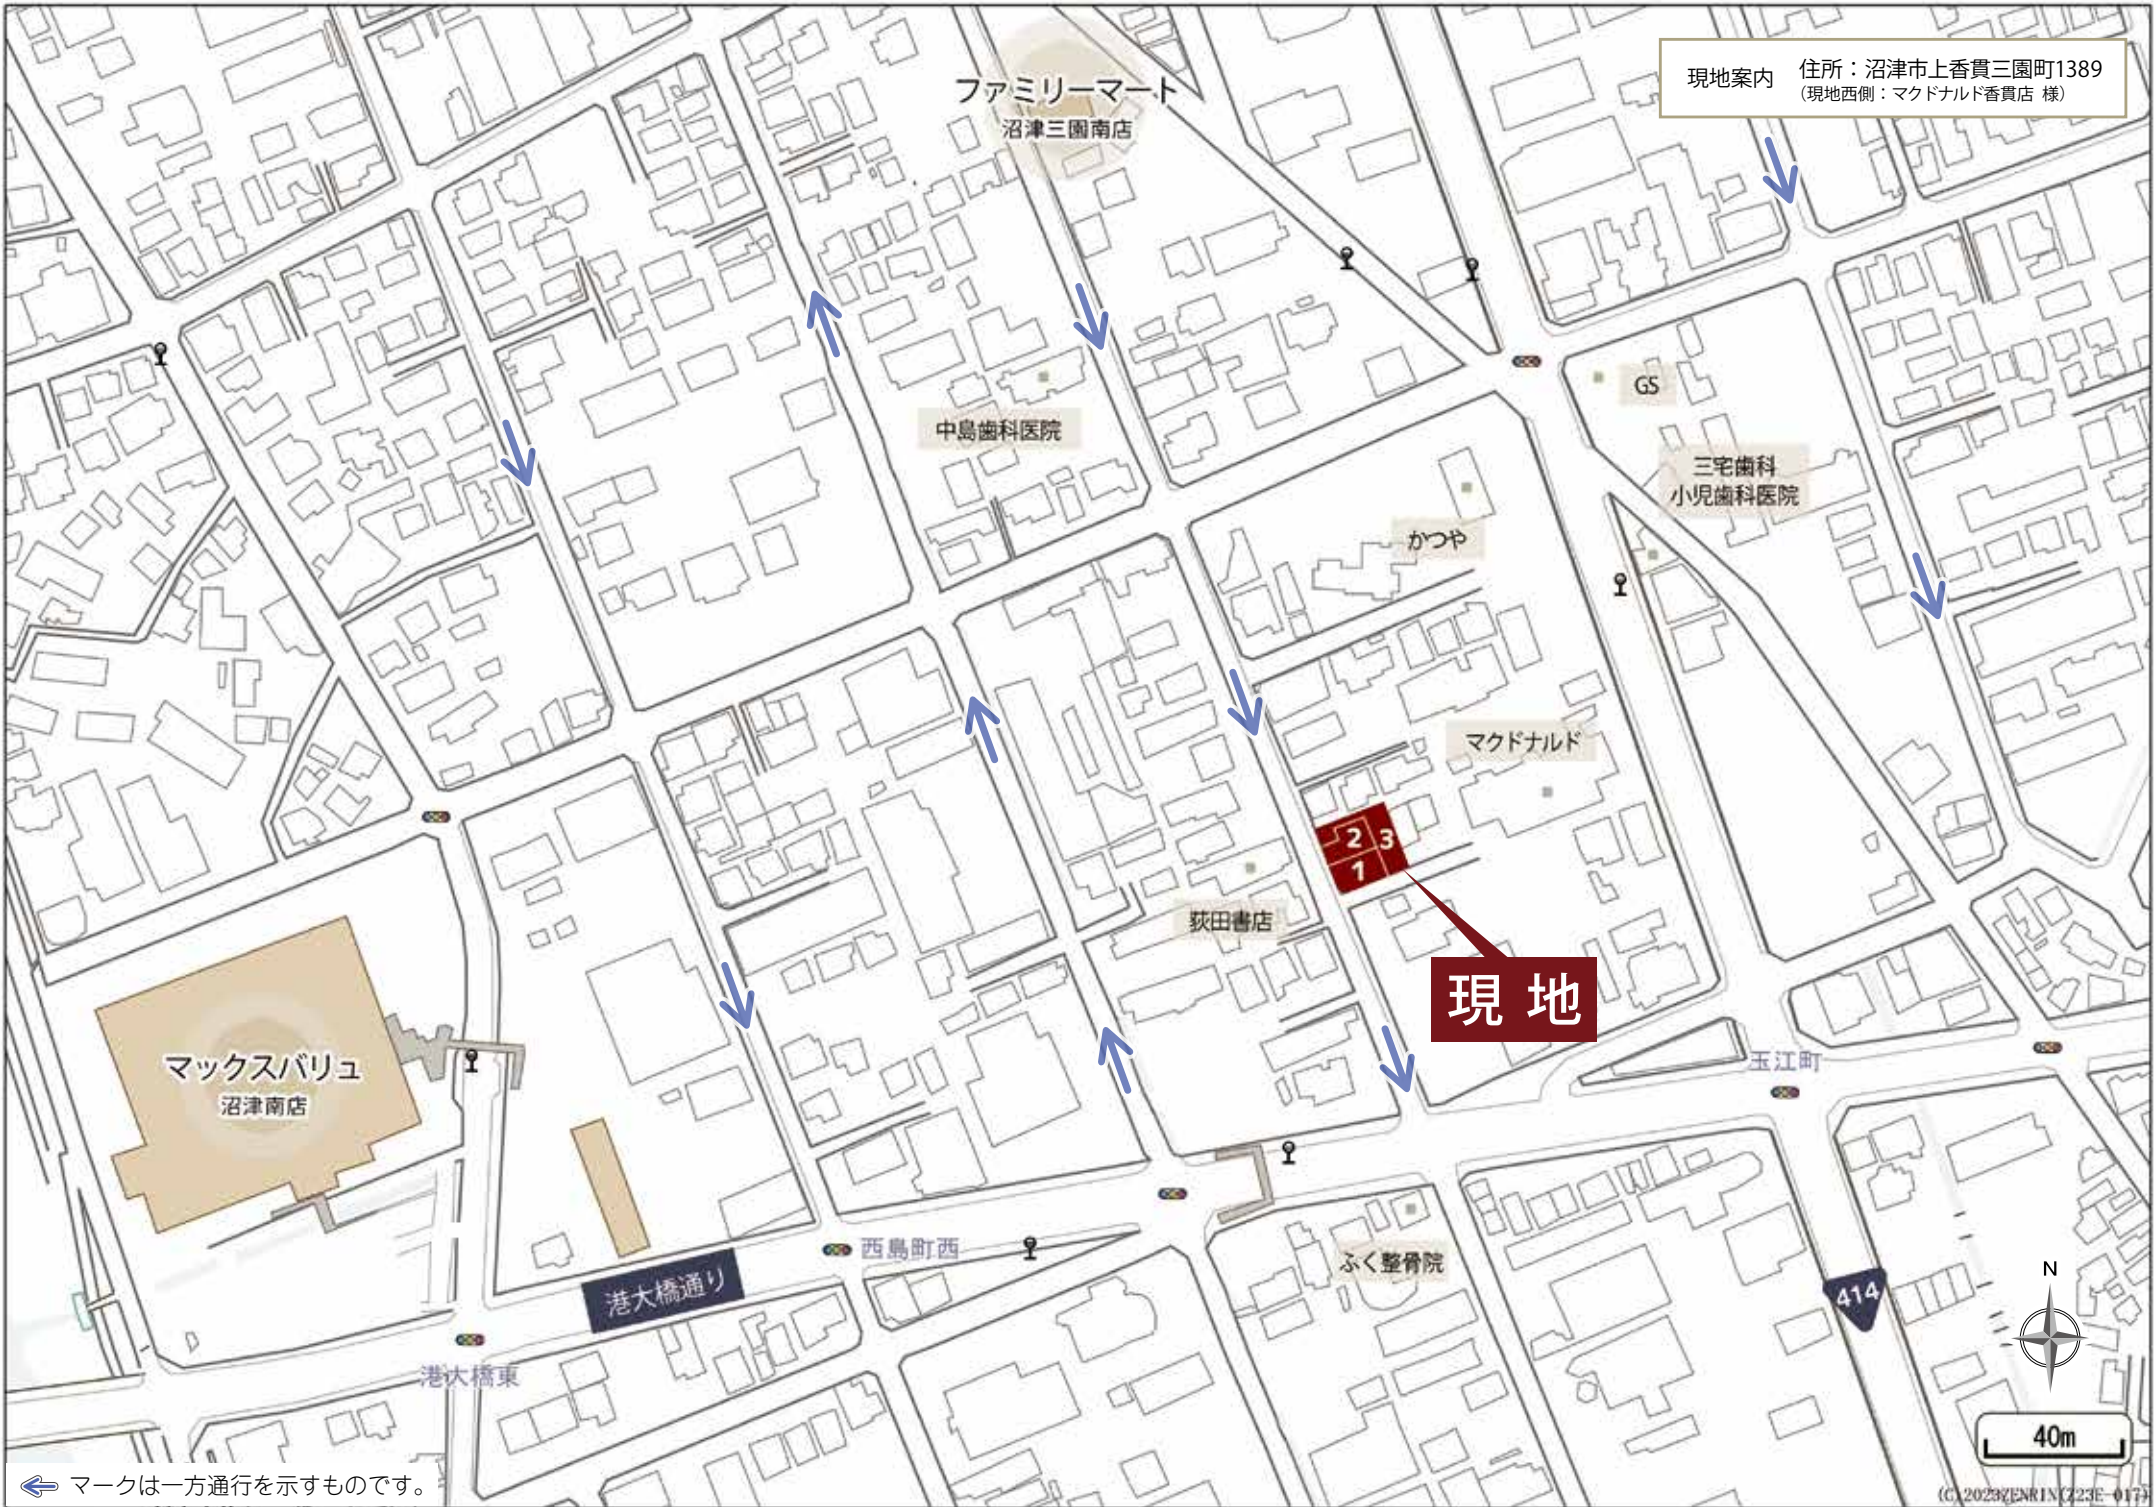 現地案内
住所：沼津市上香貫三園町1389
（現地西側：マクドナルド香貫店 様）
ファミリーマート
沼津三園南店
GS
中島歯科医院
三宅歯科
小児歯科医院
かつや
マクドナルド
2
3
1
荻田書店
現地
マックスバリュ
沼津南店
玉江町
西島町西
ふく整骨院
港大橋通り
414
N
港大橋東
40m
マークは一方通行を示すものです。
(C)2023ZENRIN(Z23E-017)